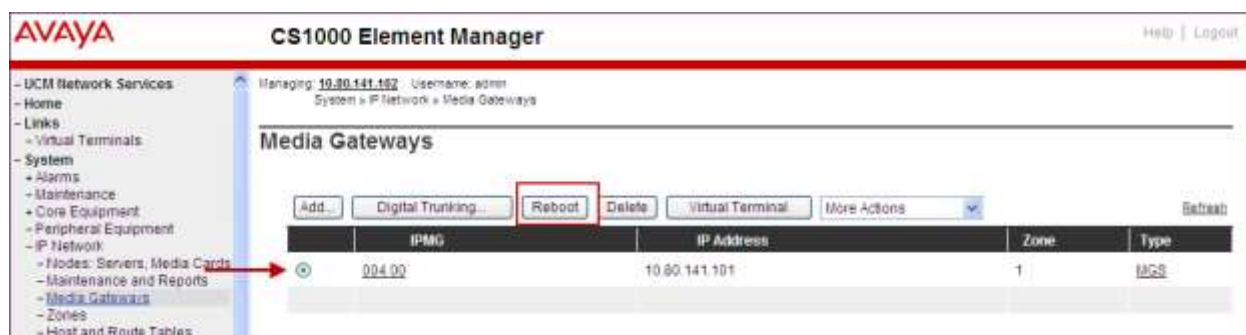 AVAYA
CS1000 Element Manager
Help | Logout
- UCM Network Services
- Home
- Links
- Virtual Terminals
- System
+ Alarms
- Maintenance
+ Core Equipment
- Peripheral Equipment
- IP Network
- Nodes: Servers, Media Cards
- Maintenance and Reports
- Media Gateways
- Zones
- Host and Route Tables
Managing: 10.80.141.102 Username: admin
System » IP Network » Media Gateways
Media Gateways
Add... Digital Trunking... Reboot Delete Virtual Terminal More Actions Refresh
IPMG IP Address Zone Type
004 00 10.80.141.101 1 MGS